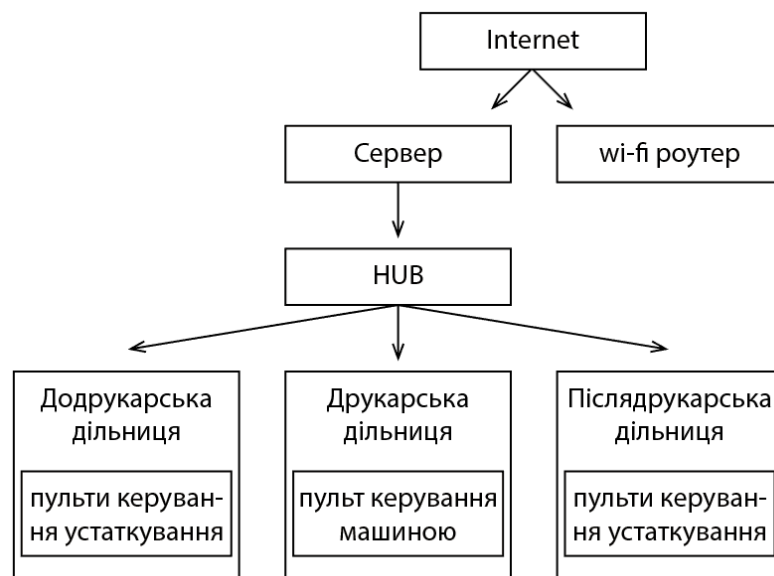 Internet
Сервер
wi-fi роутер
HUB
Додрукарська
дільниця
пульти керуван-
ня устаткування
Друкарська
дільниця
пульт керування
машиною
Післядрукарська
дільниця
пульти керуван-
ня устаткування